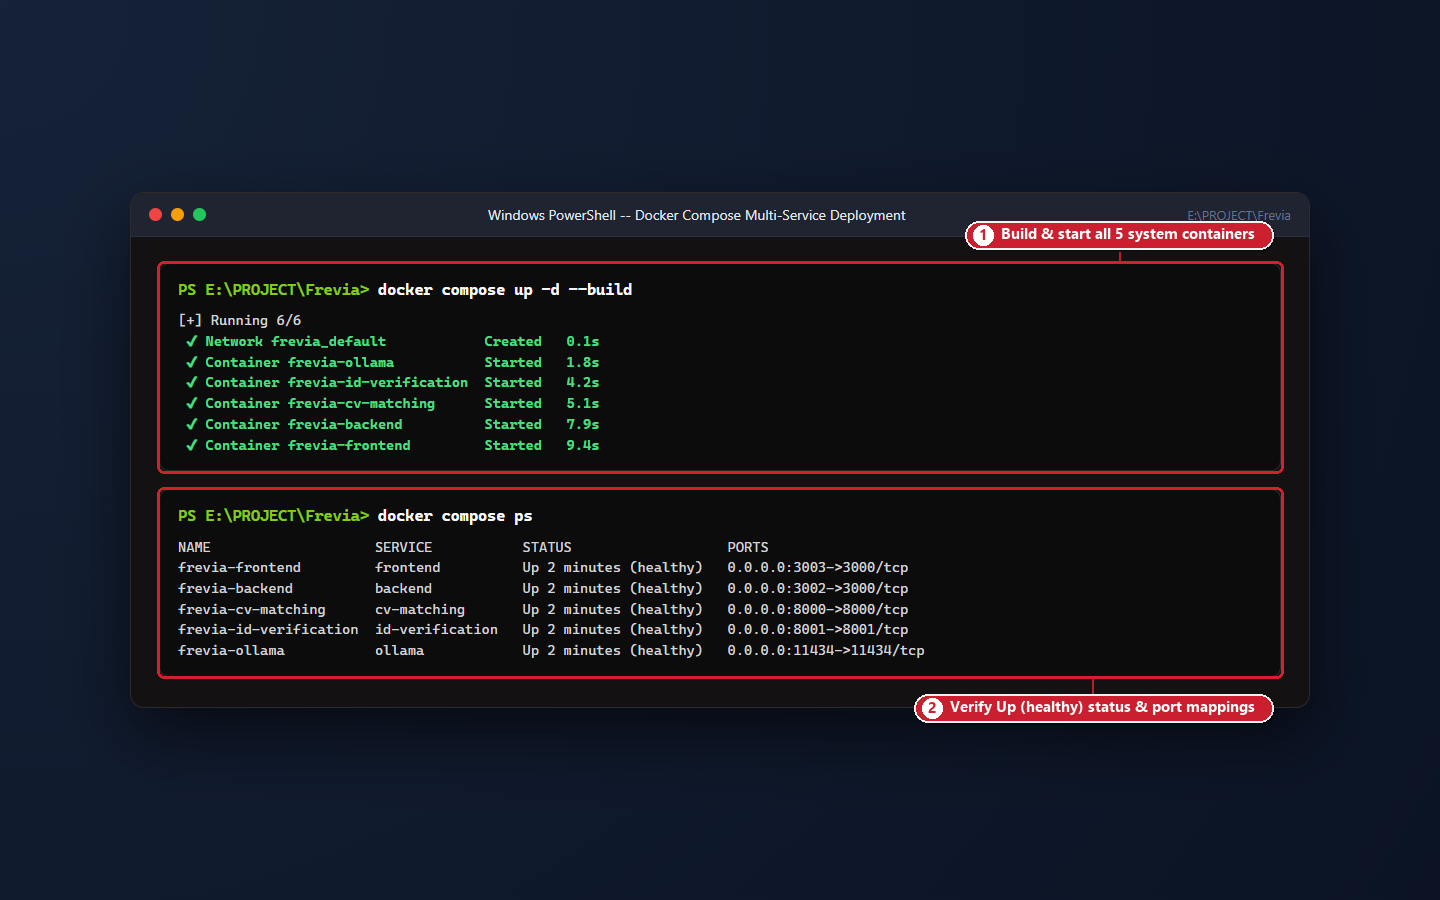 Windows PowerShell -- Docker Compose Multi-Service Deployment
E:\PROJECT\Frevia
1 Build & start all 5 system containers
PS E:\PROJECT\Frevia> docker compose up -d --build
[+] Running 6/6
✔ Network frevia_default Created 0.1s
✔ Container frevia-ollama Started 1.8s
✔ Container frevia-id-verification Started 4.2s
✔ Container frevia-cv-matching Started 5.1s
✔ Container frevia-backend Started 7.9s
✔ Container frevia-frontend Started 9.4s
PS E:\PROJECT\Frevia> docker compose ps
NAME SERVICE STATUS PORTS
frevia-frontend frontend Up 2 minutes (healthy) 0.0.0.0:3003->3000/tcp
frevia-backend backend Up 2 minutes (healthy) 0.0.0.0:3002->3000/tcp
frevia-cv-matching cv-matching Up 2 minutes (healthy) 0.0.0.0:8000->8000/tcp
frevia-id-verification id-verification Up 2 minutes (healthy) 0.0.0.0:8001->8001/tcp
frevia-ollama ollama Up 2 minutes (healthy) 0.0.0.0:11434->11434/tcp
2 Verify Up (healthy) status & port mappings